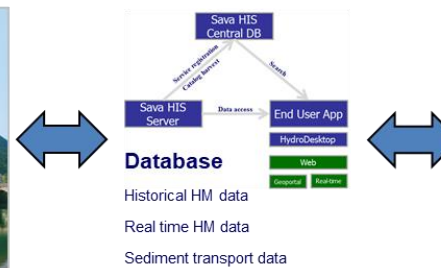 Sava HIS
Central DB
Service registration
Catalog harvest
Search
Sava HIS
Server
Data access
End User App
HydroDesktop
Web
Geoportal
Real-time
Database
Historical HM data
Real time HM data
Sediment transport data